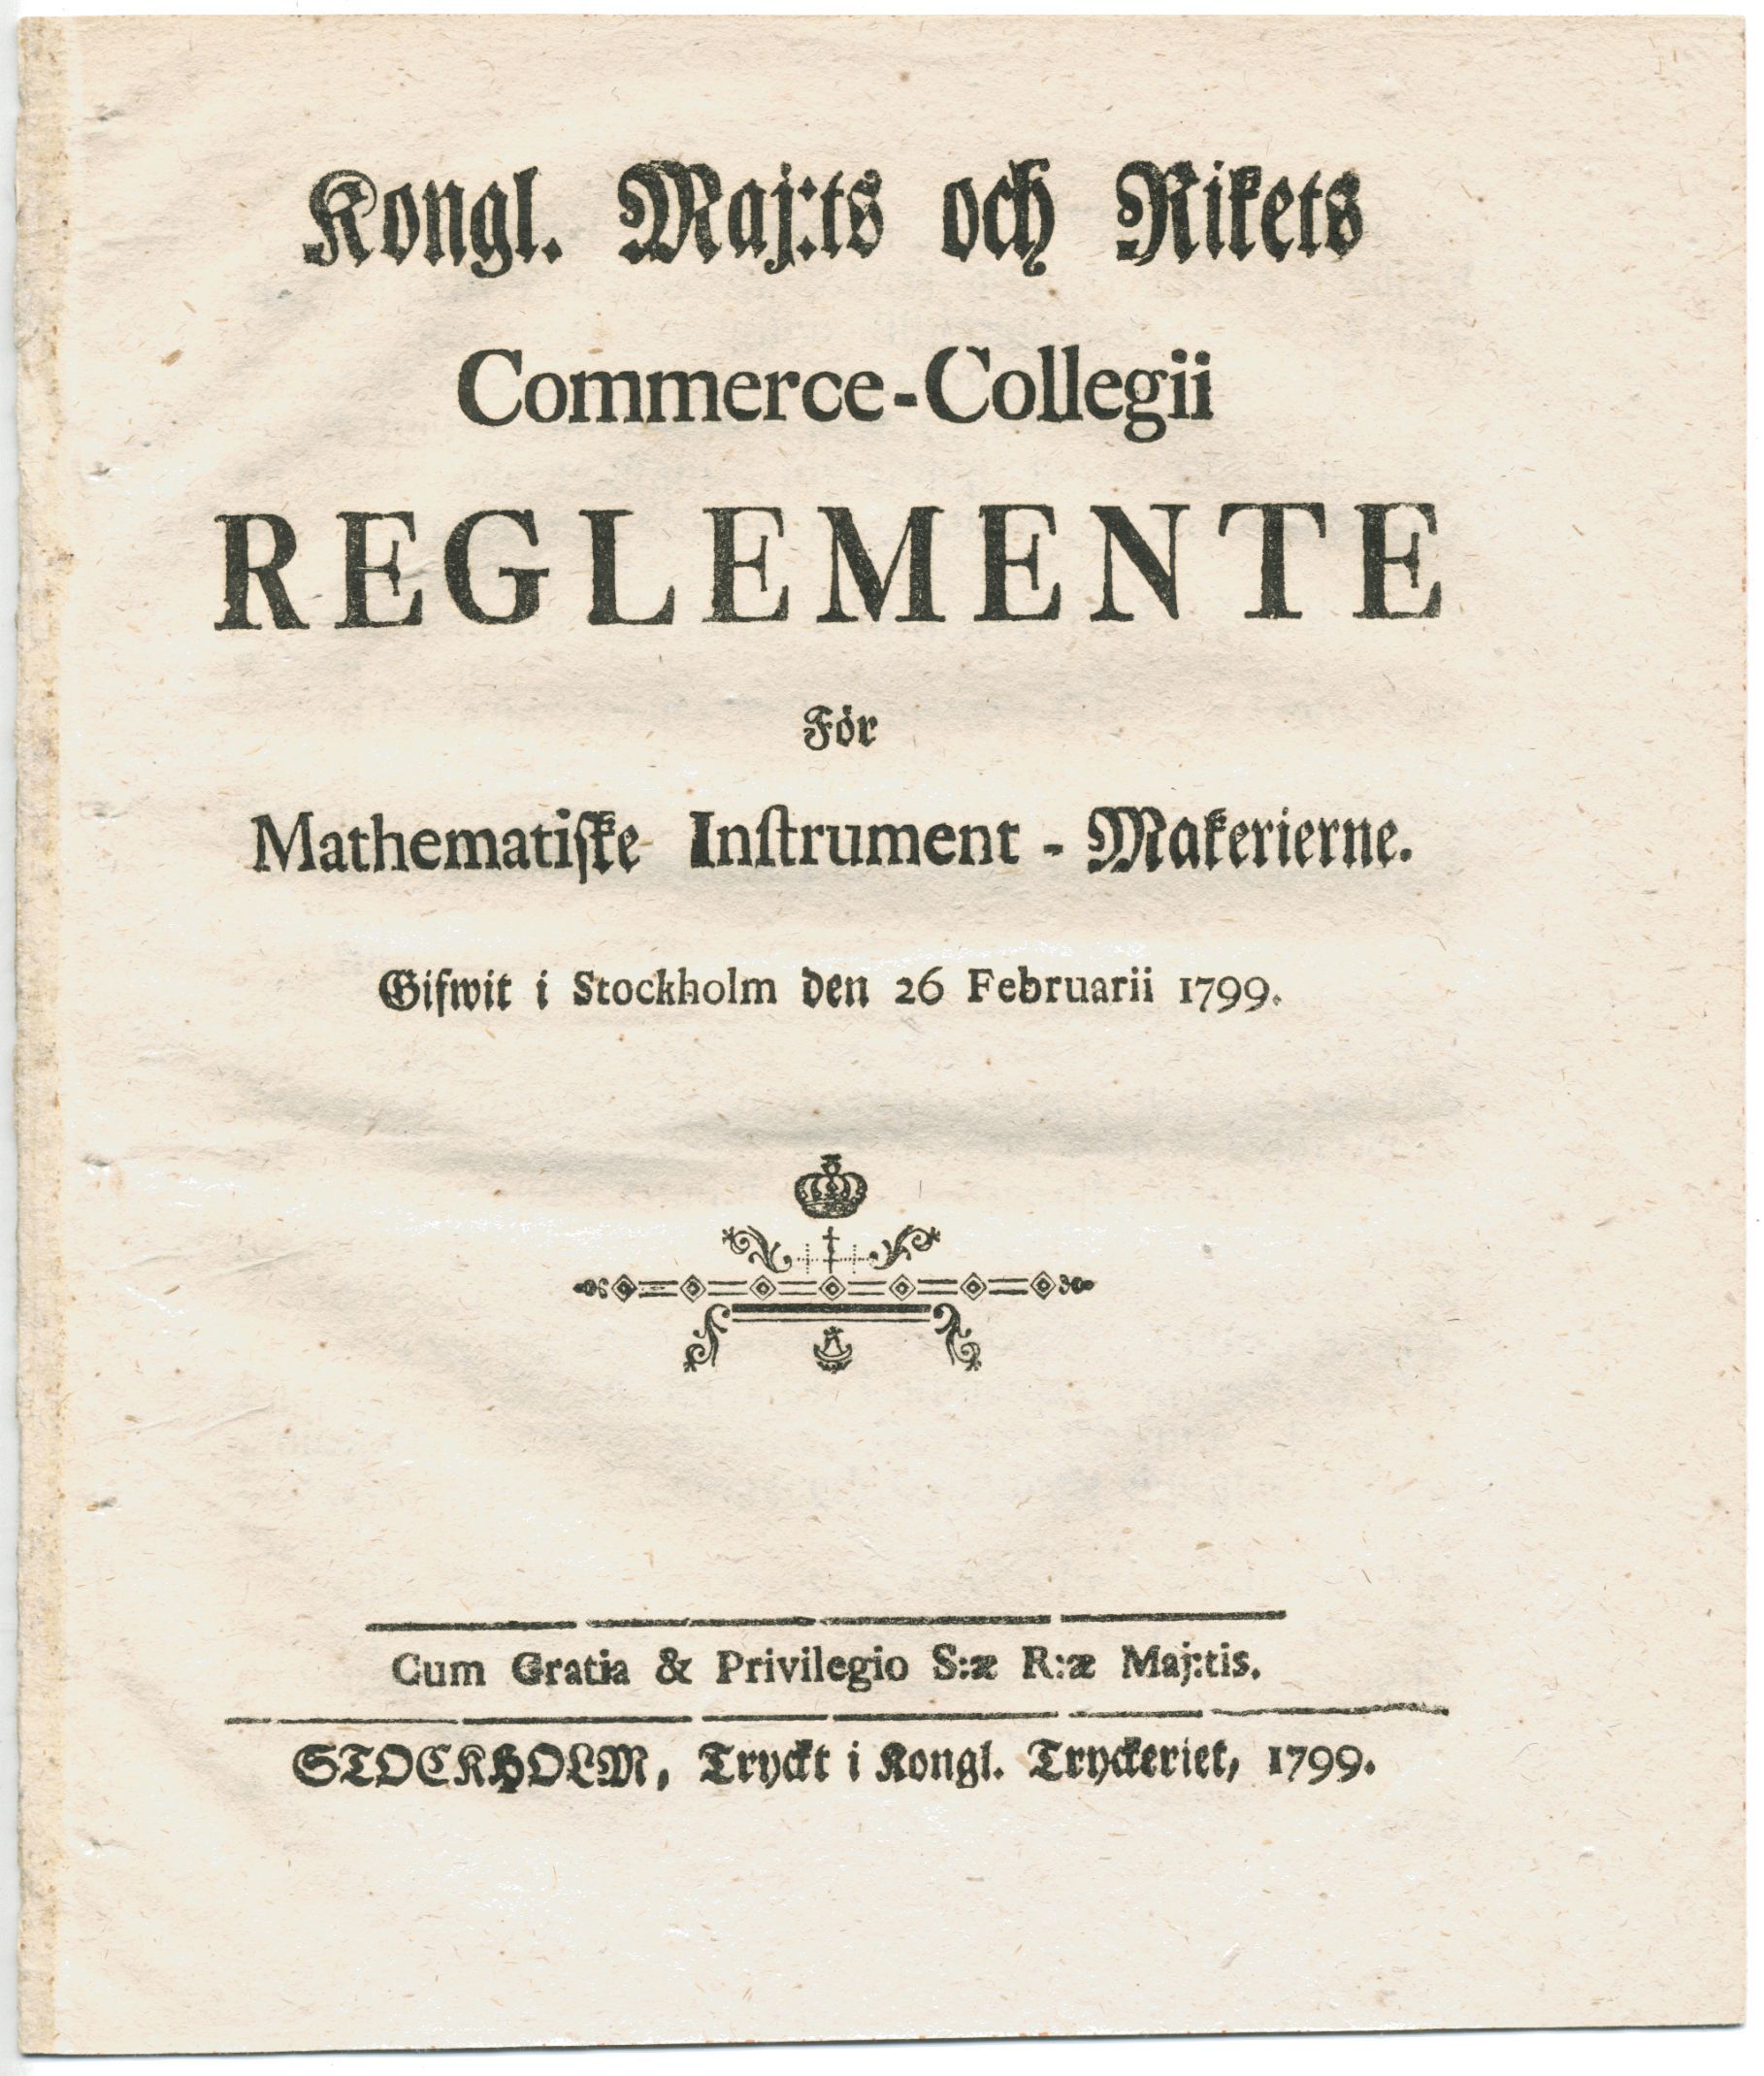 Kongl. Maj:ts och Rikets
Commerce-Collegii
REGLEMENTE
För
Mathematiſke Inſtrument - Makerierne.
Gifwit i Stockholm den 26 Februarii 1799.
Cum Gratia & Privilegio S:æ R:æ Maj:tis.
STOCKHOLM, Tryckt i Kongl. Tryckeriet, 1799.